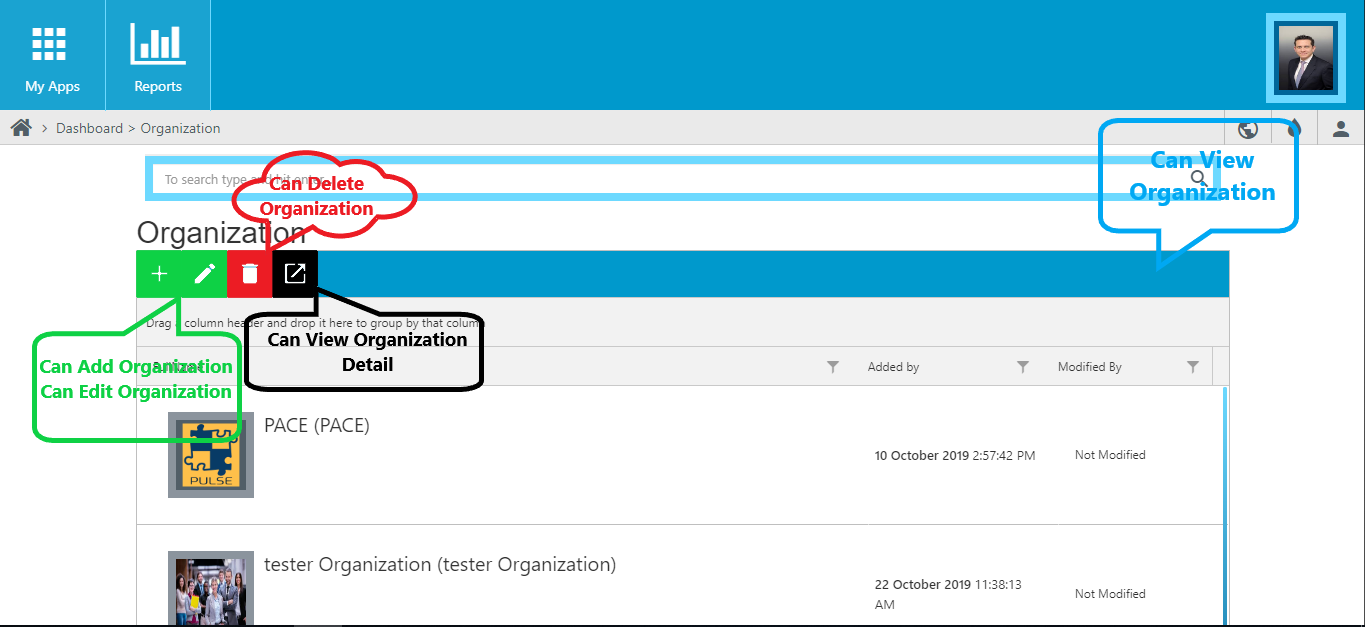 My Apps
Reports
Dashboard > Organization
Can View
Organization
To search type and hit enter
Can Delete
Organization
Organization
Drag a column header and drop it here to group by that column
Can View Organization
Detail
Can Add Organization
Can Edit Organization
Added by
Modified By
PACE (PACE)
PULSE
10 October 2019 2:57:42 PM
Not Modified
tester Organization (tester Organization)
22 October 2019 11:38:13
AM
Not Modified